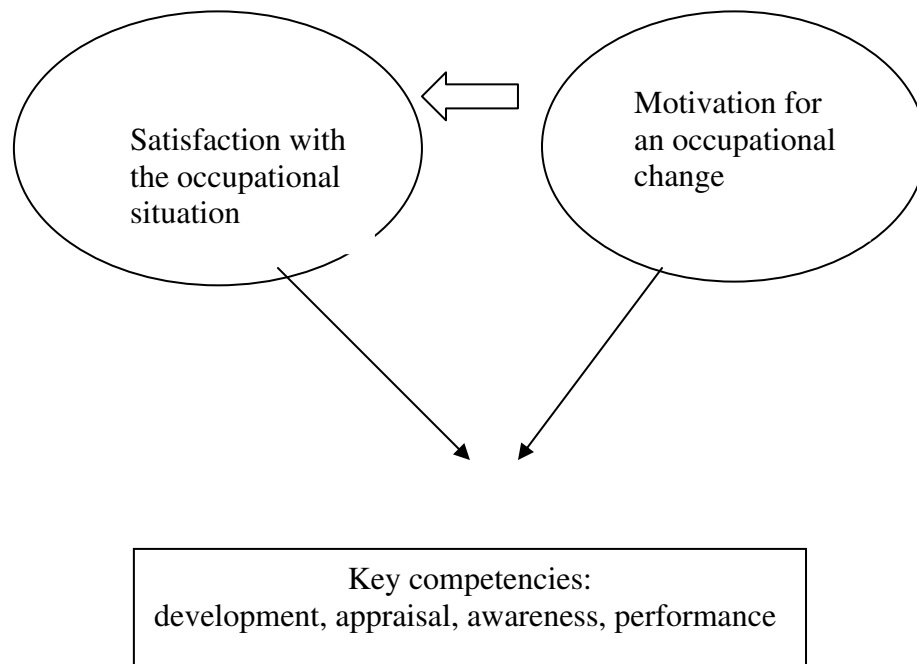 Satisfaction with
the occupational
situation
Motivation for
an occupational
change
Key competencies:
development, appraisal, awareness, performance